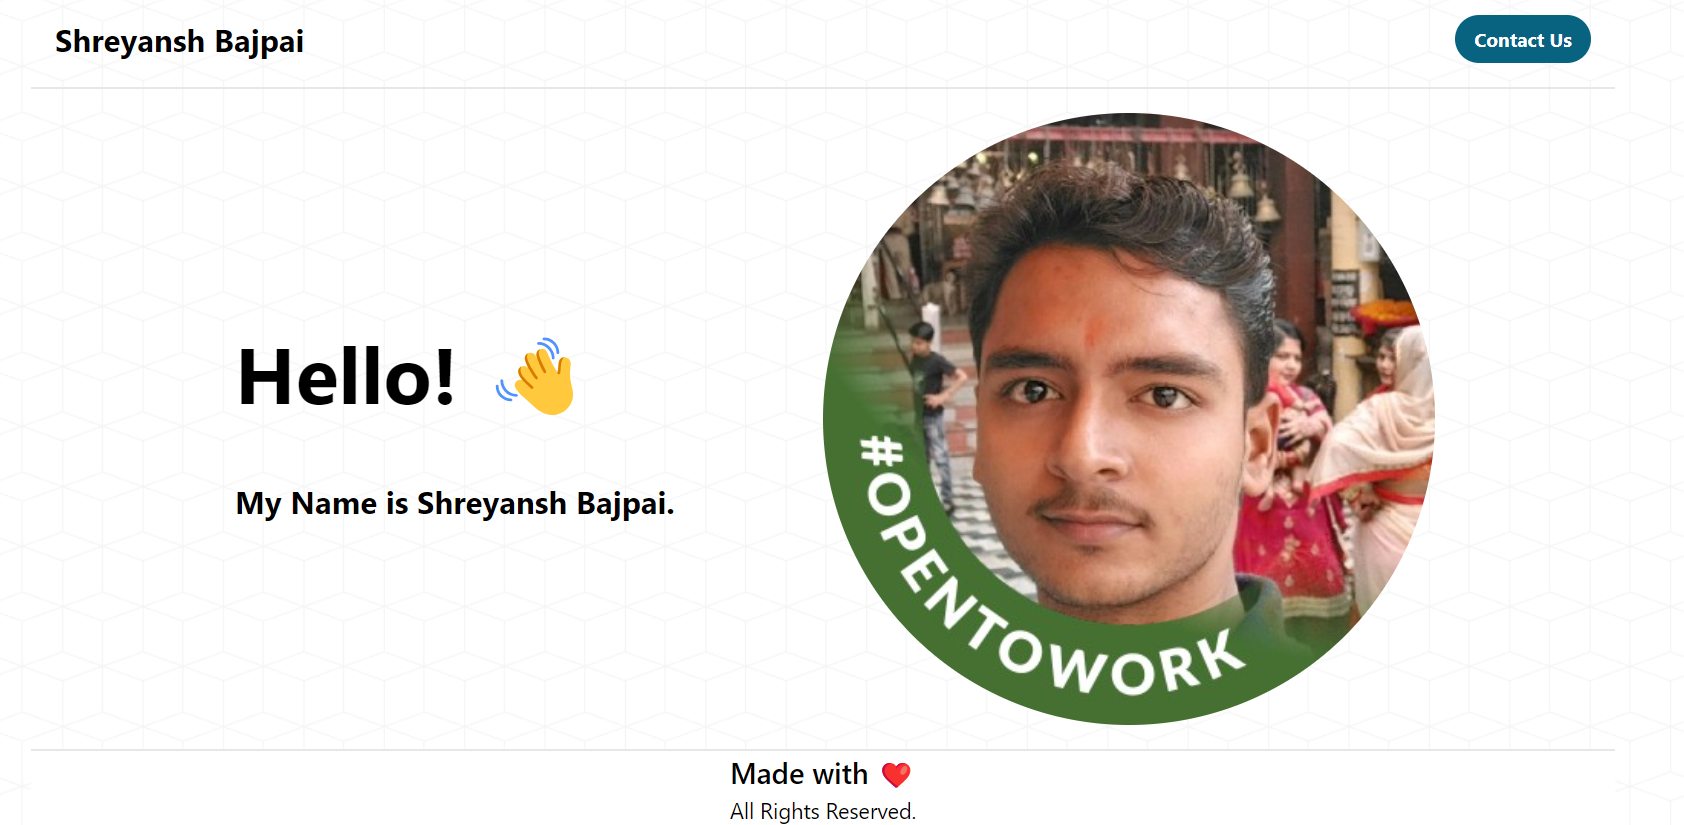 Shreyansh Bajpai
Contact Us
Hello! 👋
My Name is Shreyansh Bajpai.
#OPENTOWORK
Made with ❤️
All Rights Reserved.